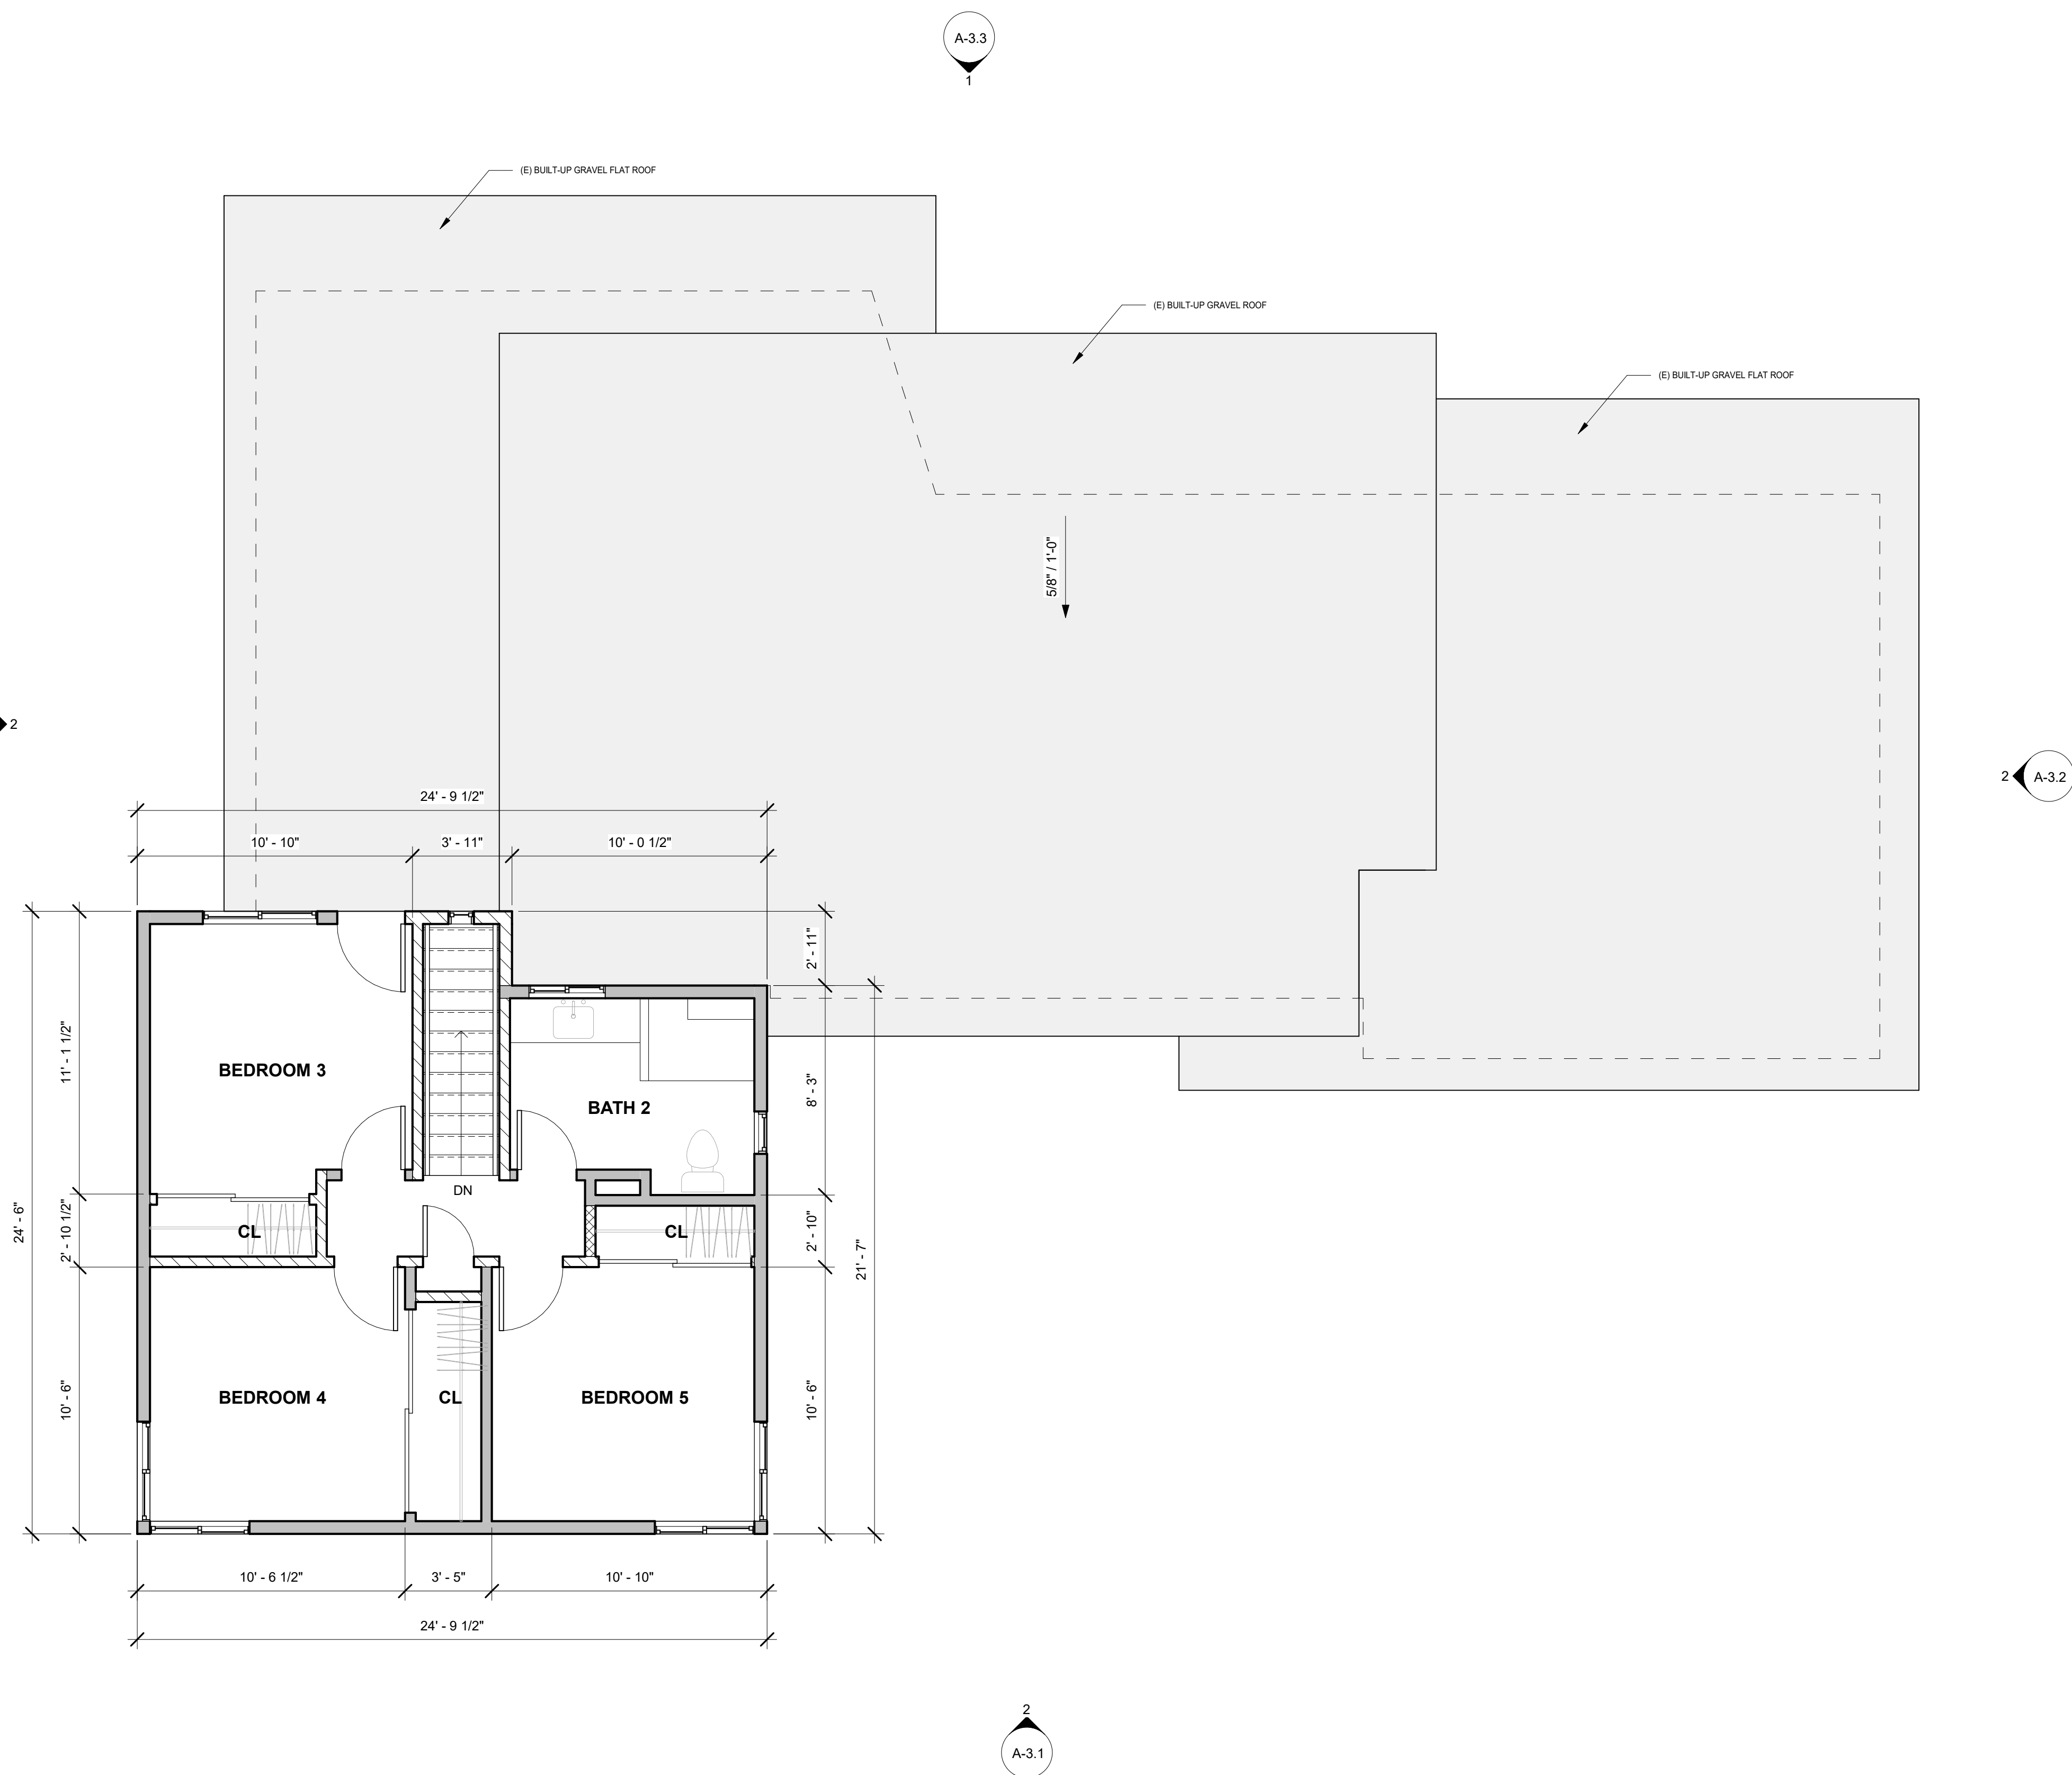 A-3.3
1
(E) BUILT-UP GRAVEL FLAT ROOF
(E) BUILT-UP GRAVEL ROOF
(E) BUILT-UP GRAVEL FLAT ROOF
5/8" / 1'-0"
2
2
A-3.2
24' - 9 1/2"
10' - 10"
3' - 11"
10' - 0 1/2"
2' - 11"
11' - 1 1/2"
BEDROOM 3
BATH 2
8' - 3"
DN
24' - 6"
2' - 10 1/2"
CL
CL
2' - 10"
21' - 7"
10' - 6"
BEDROOM 4
CL
BEDROOM 5
10' - 6"
10' - 6 1/2"
3' - 5"
10' - 10"
24' - 9 1/2"
2
A-3.1